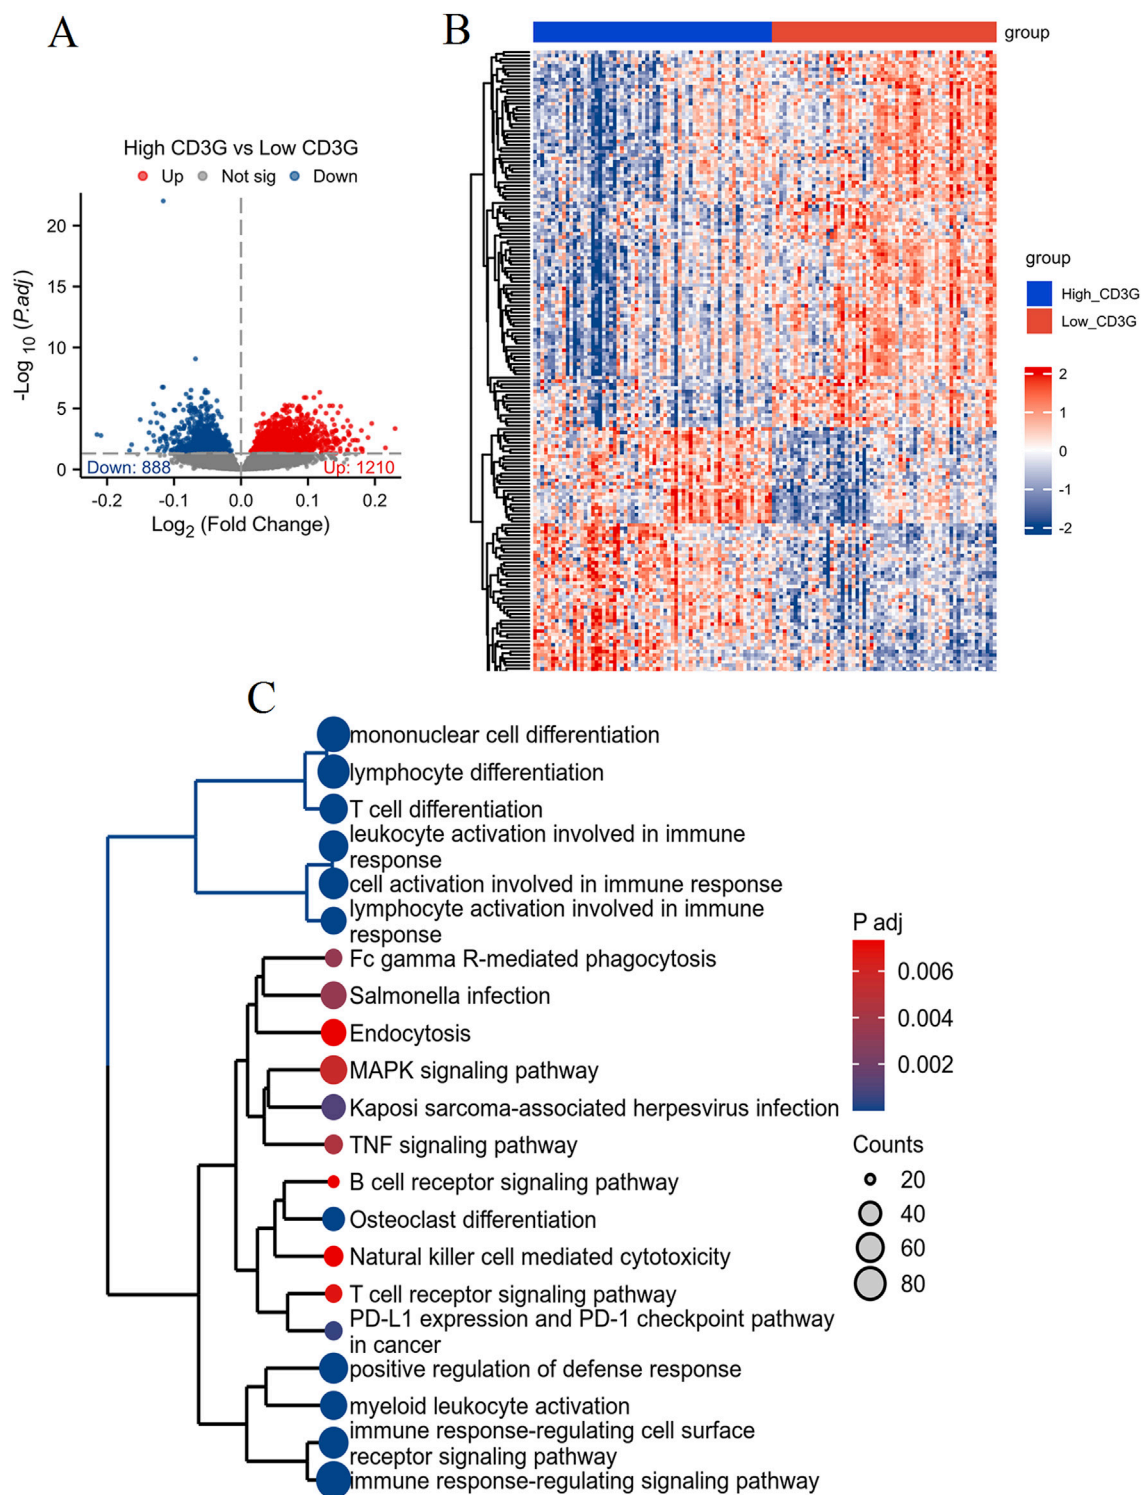 A
High CD3G vs Low CD3G
Up Not sig Down
20
15
10
5
0
-Log 10 (P.adj)
Down: 888
Up: 1210
-0.2 -0.1 0.0 0.1 0.2
Log2 (Fold Change)
B
group
group
High_CD3G
Low_CD3G
2
1
0
-1
-2
C
mononuclear cell differentiation
lymphocyte differentiation
T cell differentiation
leukocyte activation involved in immune
response
cell activation involved in immune response
lymphocyte activation involved in immune
response
Fc gamma R-mediated phagocytosis
Salmonella infection
Endocytosis
MAPK signaling pathway
Kaposi sarcoma-associated herpesvirus infection
TNF signaling pathway
B cell receptor signaling pathway
Osteoclast differentiation
Natural killer cell mediated cytotoxicity
T cell receptor signaling pathway
PD-L1 expression and PD-1 checkpoint pathway
in cancer
positive regulation of defense response
myeloid leukocyte activation
immune response-regulating cell surface
receptor signaling pathway
immune response-regulating signaling pathway
P adj
0.006
0.004
0.002
Counts
20
40
60
80